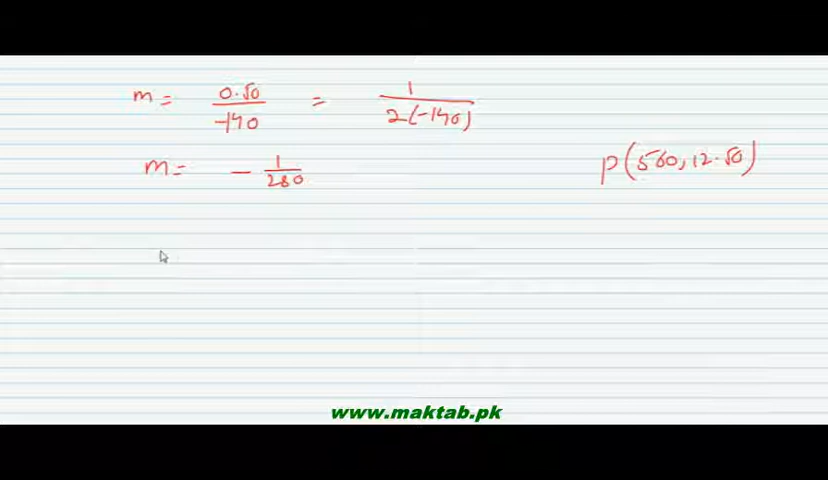 m = 0.50/-140 = 1/2(-140)
m = - 1/280
P(560, 12.50)
www.maktab.pk